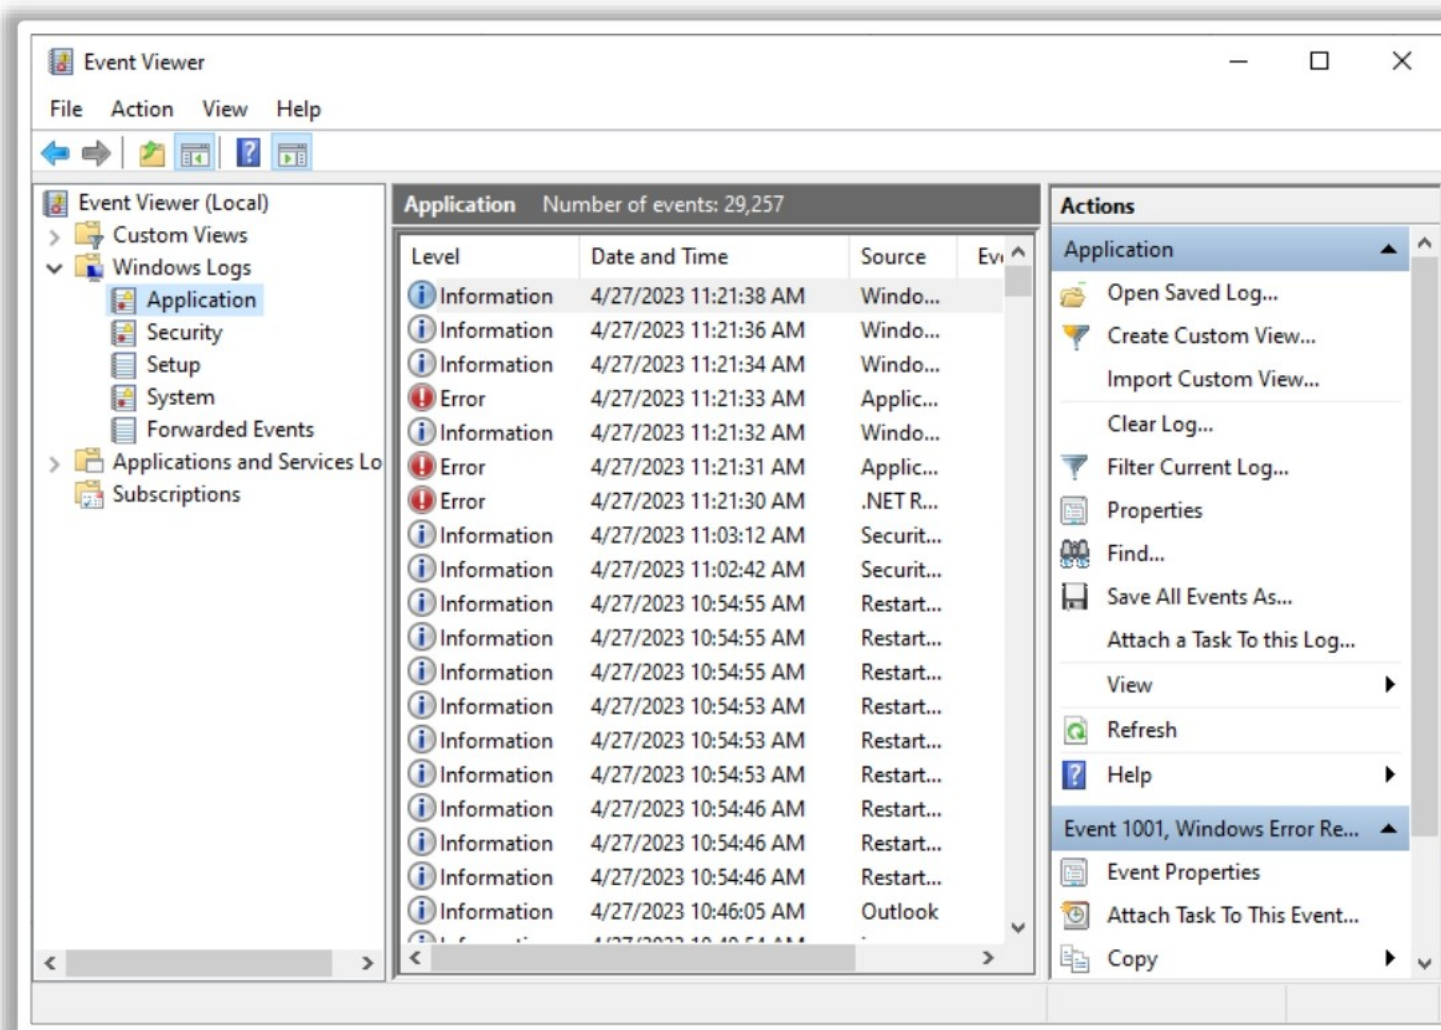 Event Viewer
File Action View Help
Event Viewer (Local)
Custom Views
Windows Logs
Application
Security
Setup
System
Forwarded Events
Applications and Services Lo
Subscriptions
Application Number of events: 29,257
Level Date and Time Source Eve
Information 4/27/2023 11:21:38 AM Windo...
Information 4/27/2023 11:21:36 AM Windo...
Information 4/27/2023 11:21:34 AM Windo...
Error 4/27/2023 11:21:33 AM Applic...
Information 4/27/2023 11:21:32 AM Windo...
Error 4/27/2023 11:21:31 AM Applic...
Error 4/27/2023 11:21:30 AM .NET R...
Information 4/27/2023 11:03:12 AM Securit...
Information 4/27/2023 11:02:42 AM Securit...
Information 4/27/2023 10:54:55 AM Restart...
Information 4/27/2023 10:54:55 AM Restart...
Information 4/27/2023 10:54:55 AM Restart...
Information 4/27/2023 10:54:53 AM Restart...
Information 4/27/2023 10:54:53 AM Restart...
Information 4/27/2023 10:54:53 AM Restart...
Information 4/27/2023 10:54:46 AM Restart...
Information 4/27/2023 10:54:46 AM Restart...
Information 4/27/2023 10:54:46 AM Restart...
Information 4/27/2023 10:46:05 AM Outlook
Actions
Application
Open Saved Log...
Create Custom View...
Import Custom View...
Clear Log...
Filter Current Log...
Properties
Find...
Save All Events As...
Attach a Task To this Log...
View
Refresh
Help
Event 1001, Windows Error Re...
Event Properties
Attach Task To This Event...
Copy